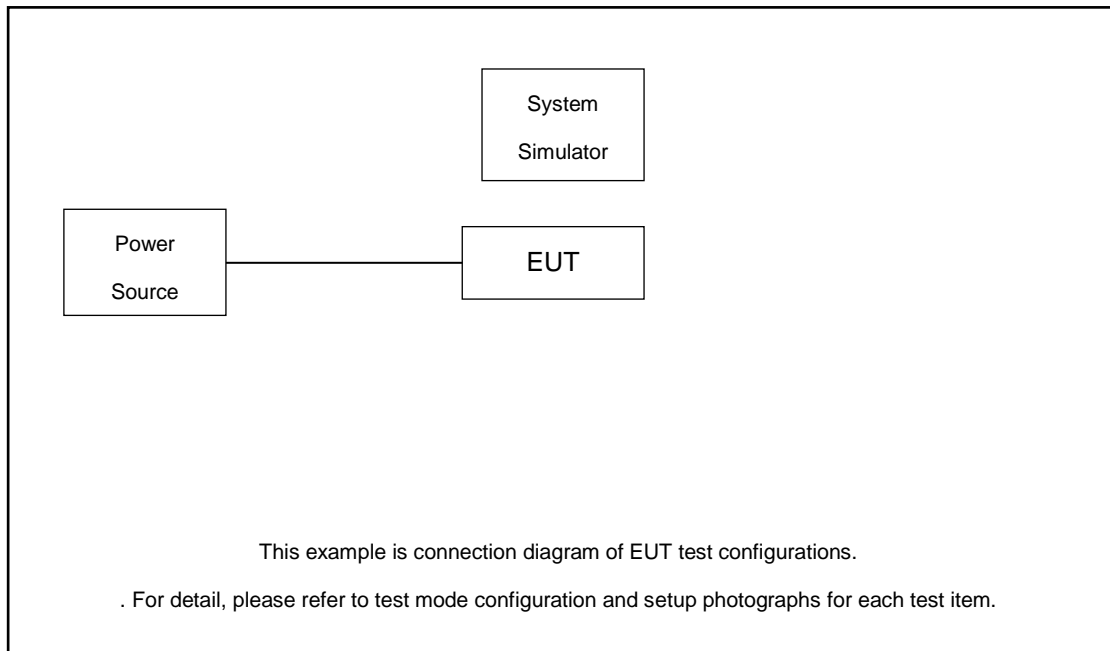 System
Simulator
Power
Source
EUT
This example is connection diagram of EUT test configurations.
. For detail, please refer to test mode configuration and setup photographs for each test item.